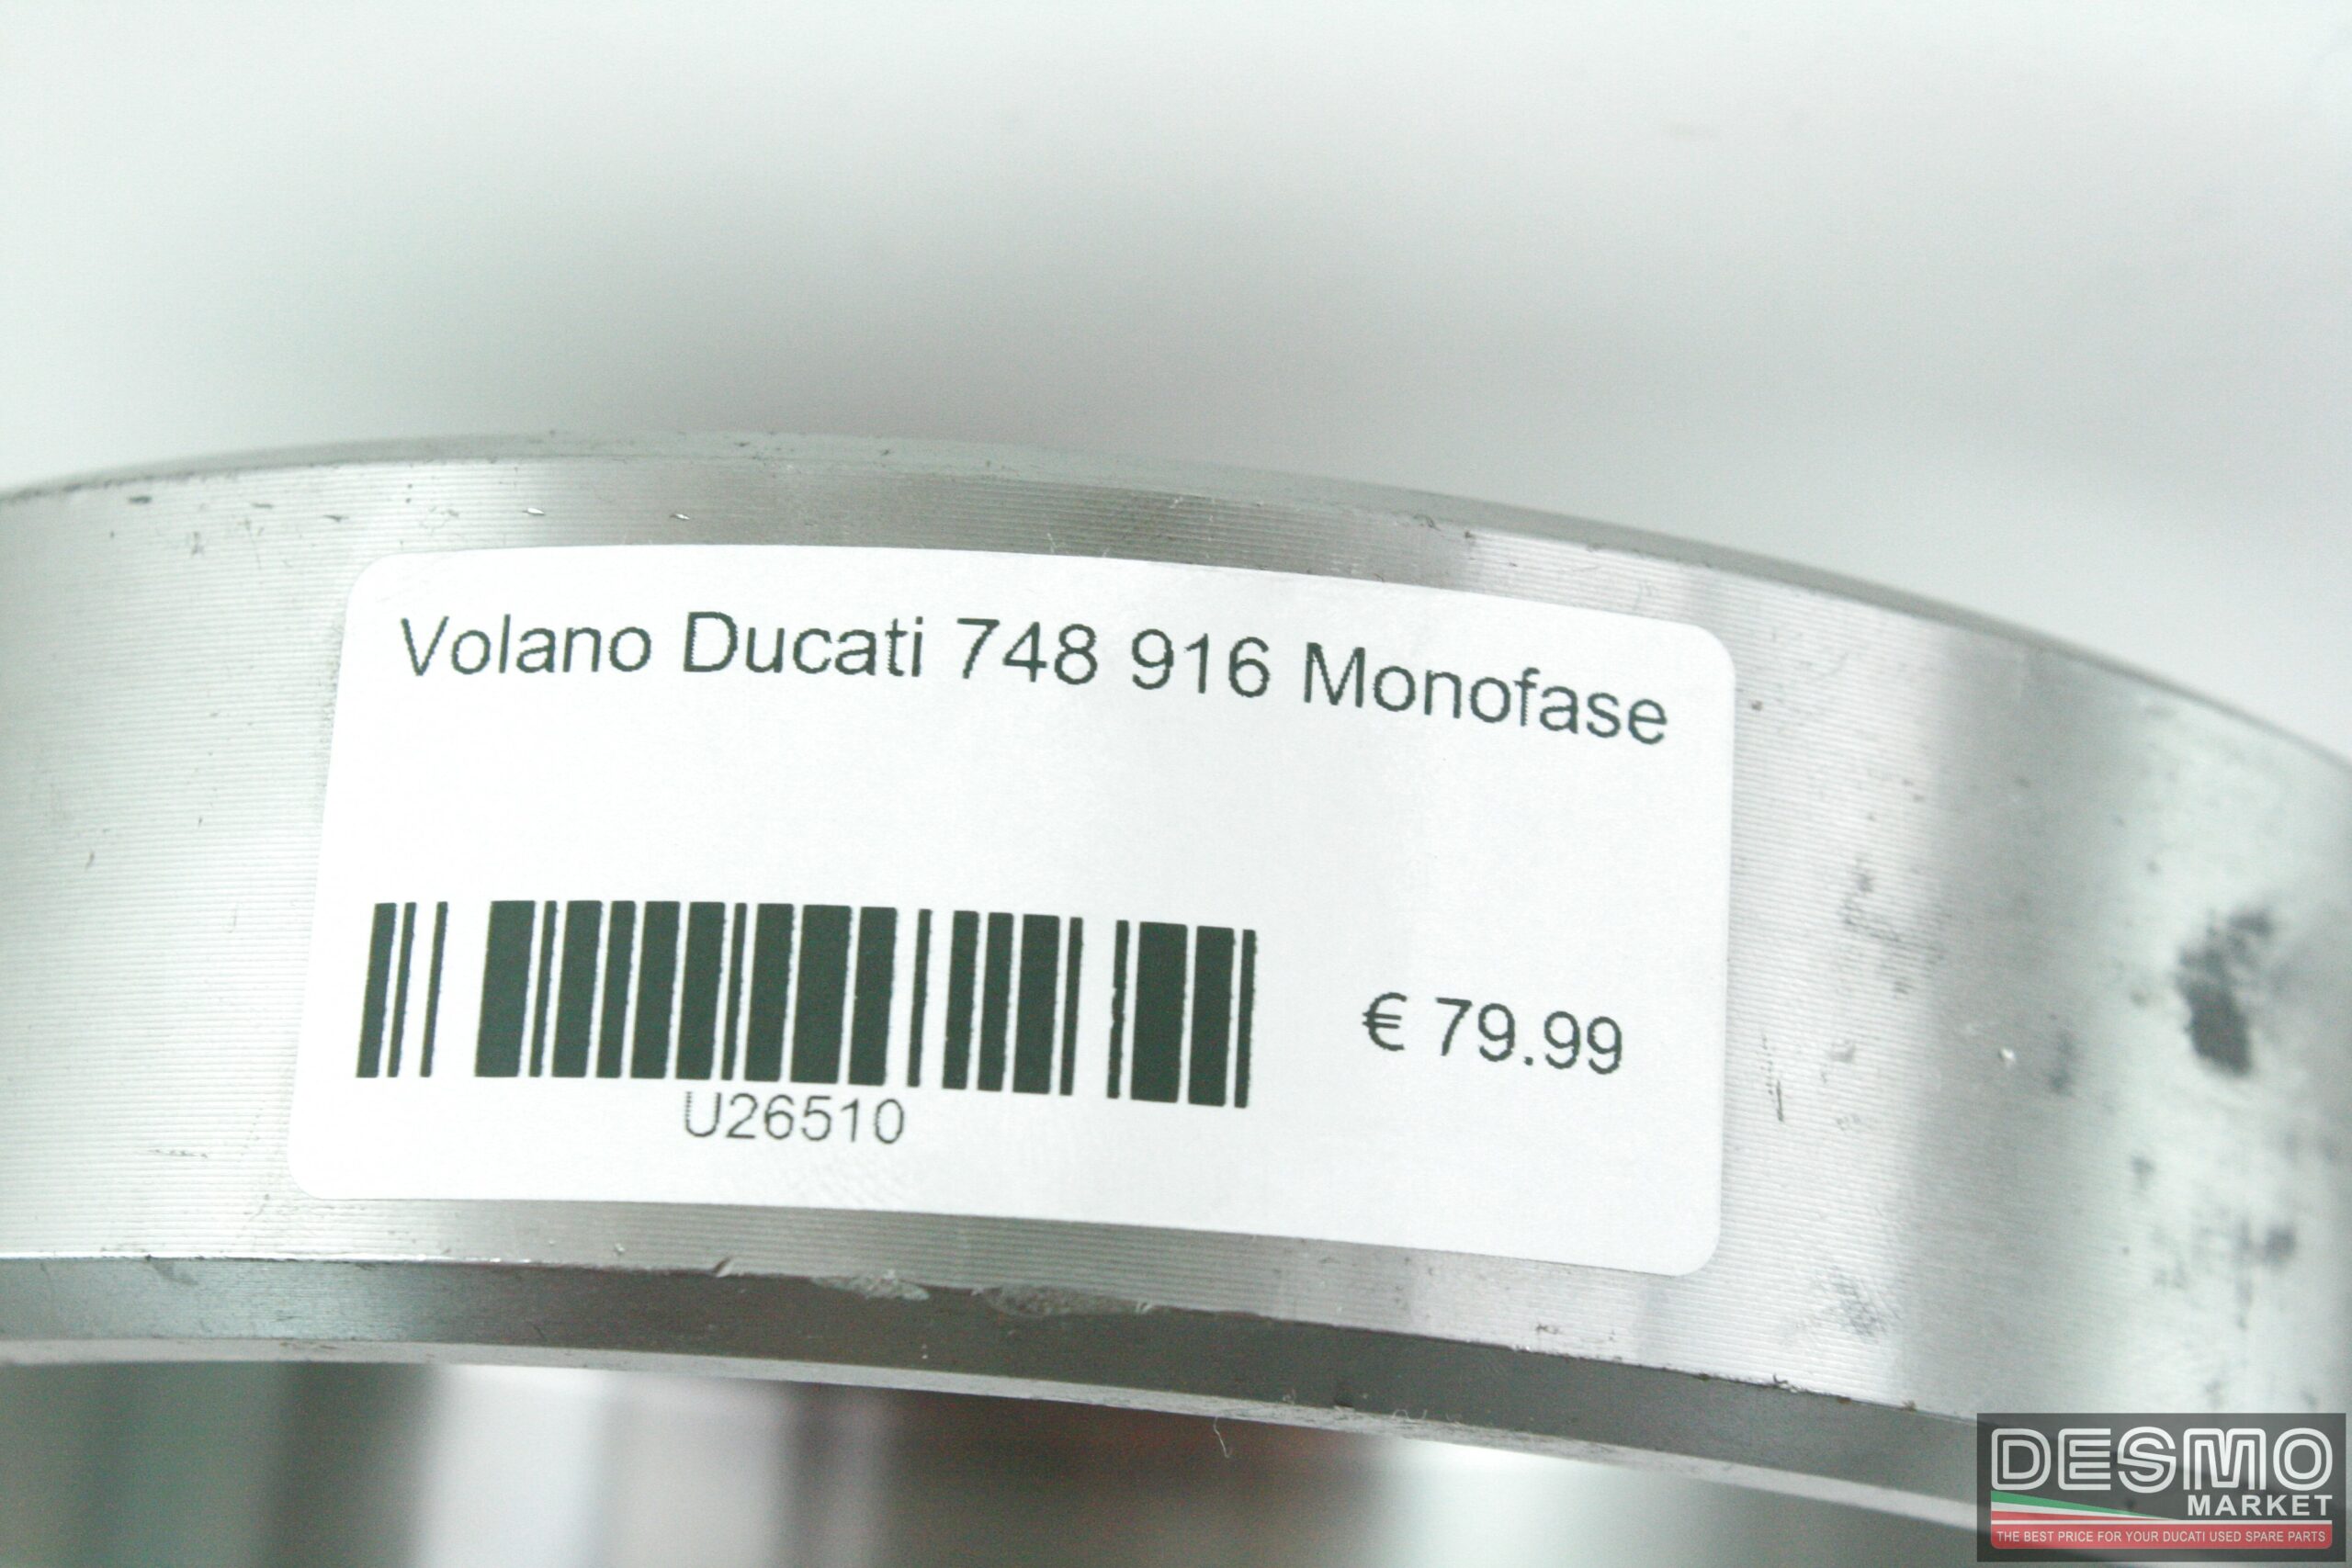 Volano Ducati 748 916 Monofase
€ 79.99
U26510
DESMO
MARKET
THE BEST PRICE FOR YOUR DUCATI USED SPARE PARTS